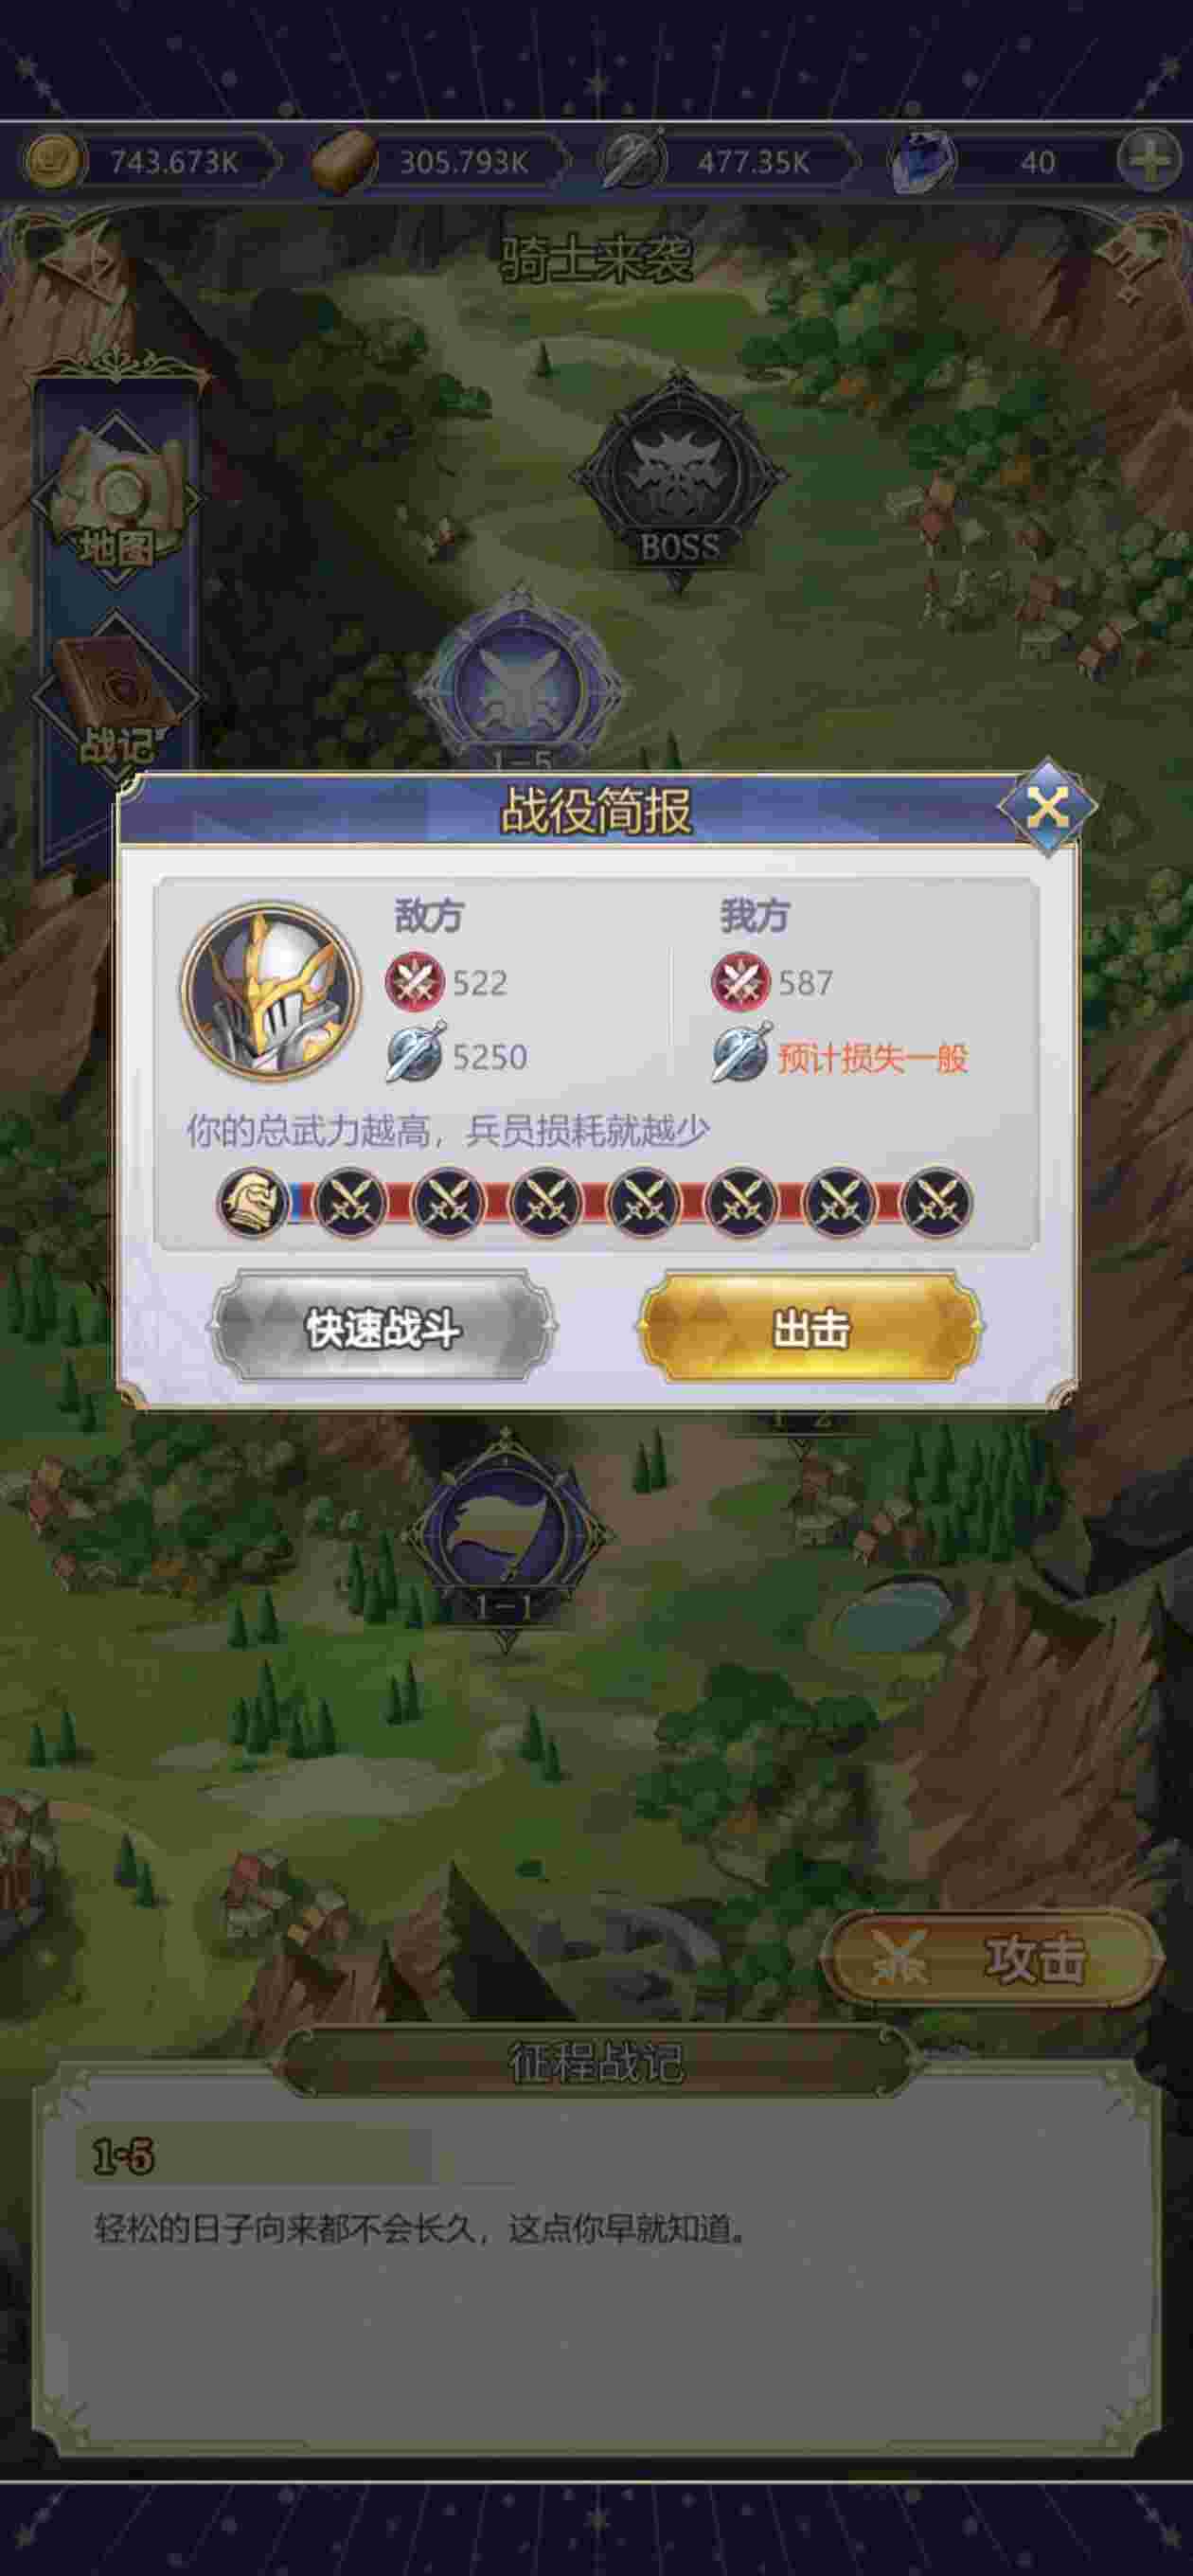 743.673K
305.793K
477.35K
40
骑士来袭
地图
BOSS
战记
1-5
战役简报
敌方
我方
522
587
5250
预计损失一般
你的总武力越高，兵员损耗就越少
快速战斗
出击
1-2
1-1
攻击
征程战记
1-5
轻松的日子向来都不会长久，这点你早就知道。